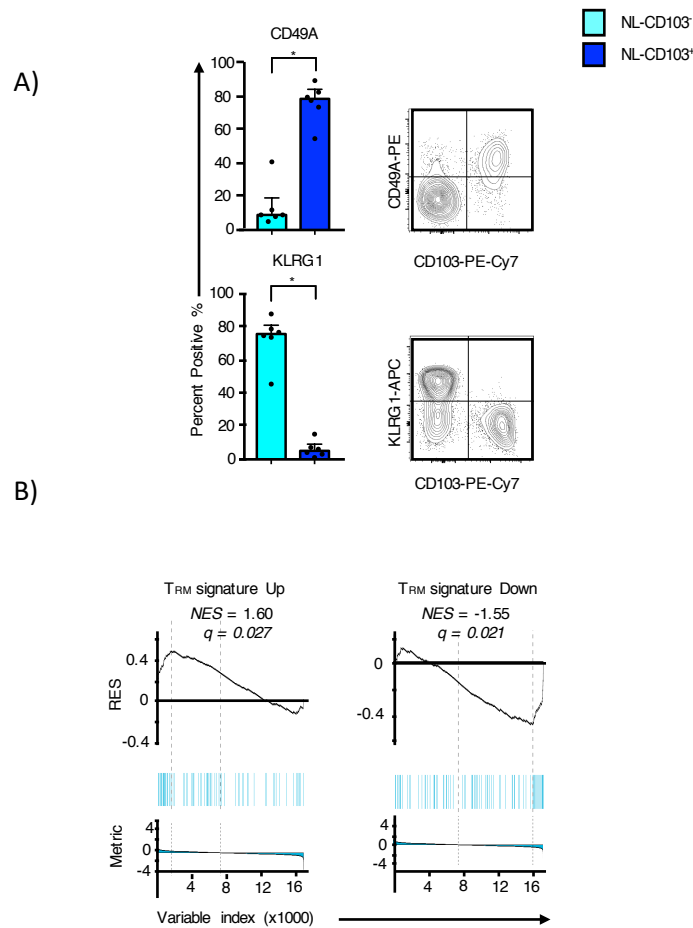 NL-CD103-
NL-CD103+
A)
CD49A
*
100
80
60
40
20
0
CD49A-PE
CD103-PE-Cy7
KLRG1
*
100
80
60
40
20
0
Percent Positive %
KLRG1-APC
CD103-PE-Cy7
B)
TRM signature Up
NES = 1.60
q = 0.027
RES
0.4
0
-0.4
TRM signature Down
NES = -1.55
q = 0.021
0
-0.4
Metric
4
0
-4
4 8 12 16
4
0
-4
4 8 12 16
Variable index (x1000)